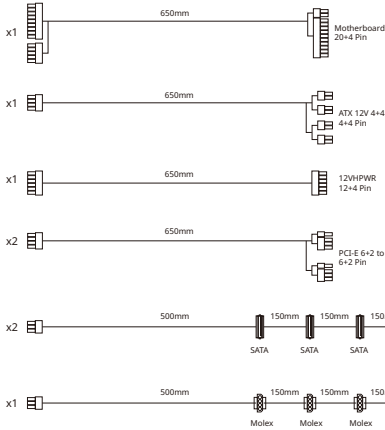 650mm
x1
Motherboard
20+4 Pin
650mm
x1
ATX 12V 4+4
4+4 Pin
650mm
x1
12VHPWR
12+4 Pin
650mm
x2
PCI-E 6+2 to
6+2 Pin
500mm 150mm 150mm 150
x2
SATA SATA SATA
500mm 150mm 150mm 150
x1
Molex Molex Molex